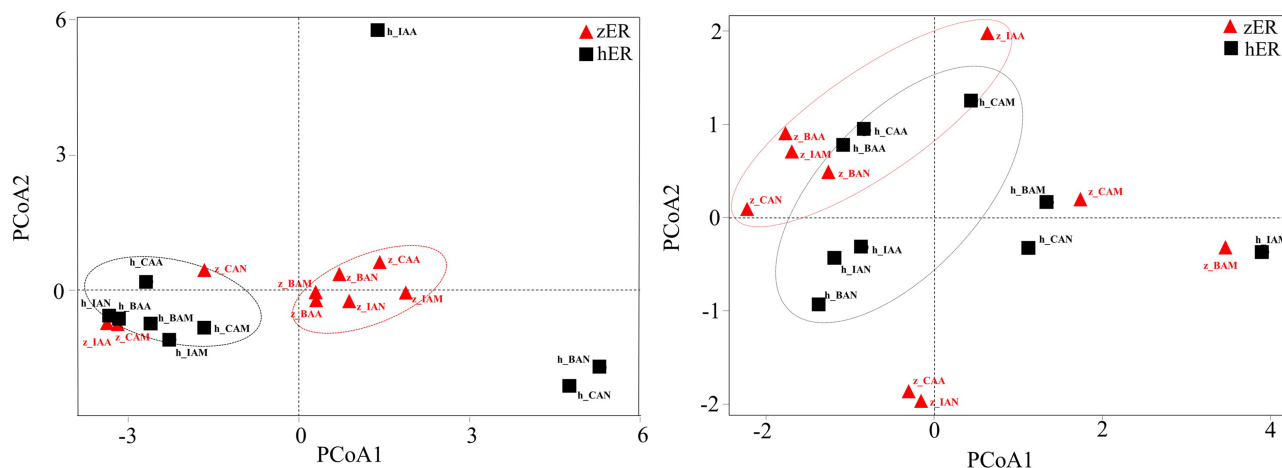 6
h_IAA
zER
hER
3
PCoA2
h_CAA
z_CAN
z_CAA
z_BAM
z_BAN
0
h_IAN
h_BAA
h_BAM
z_IAN
z_IAM
z_BAA
h_CAM
z_IAA
z_CAM
h_IAM
h_BAN
h_CAN
-3
0
3
6
PCoA1
2
z_IAA
zER
hER
h_CAM
1
z_BAA
h_CAA
h_BAA
z_IAM
z_BAN
PCoA2
z_CAN
h_BAM
z_CAM
0
h_IAA
h_CAN
h_IAM
h_IAN
z_BAM
h_BAN
-1
z_CAA
z_IAN
-2
-2
0
2
4
PCoA1